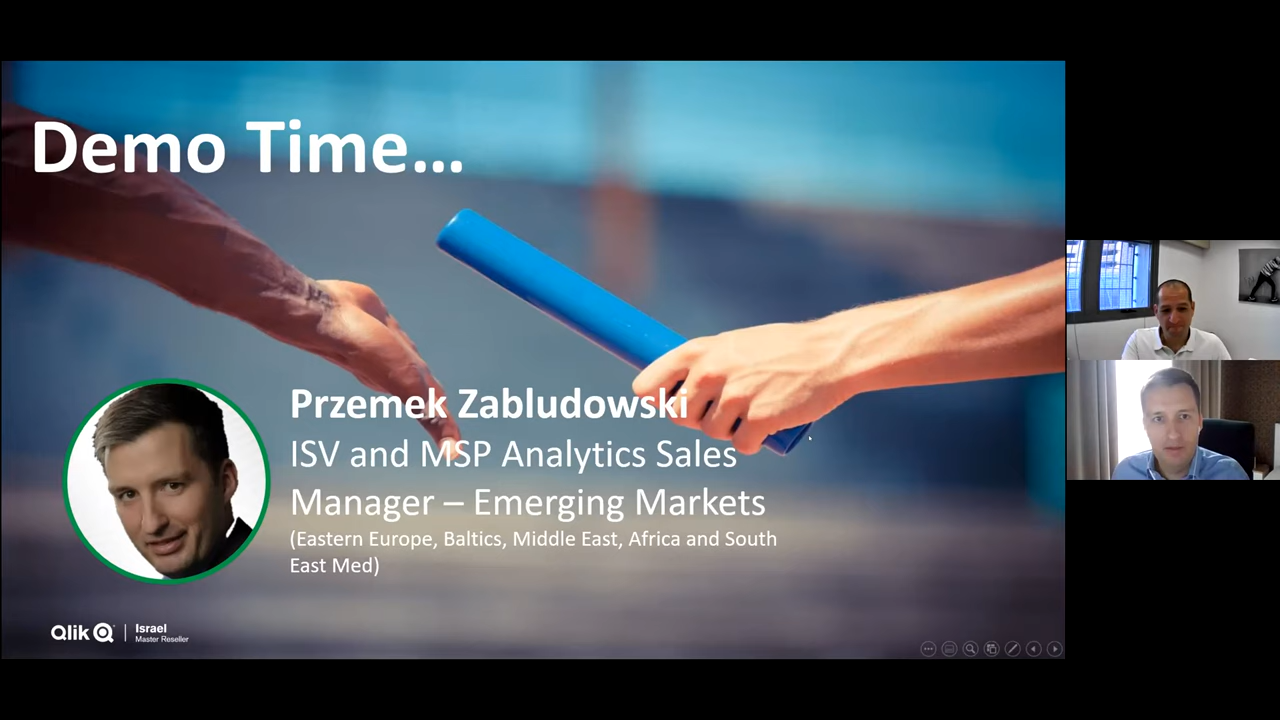 Demo Time...
Przemek Zabludowski
ISV and MSP Analytics Sales
Manager – Emerging Markets
(Eastern Europe, Baltics, Middle East, Africa and South
East Med)
Qlik
Israel
Master Reseller